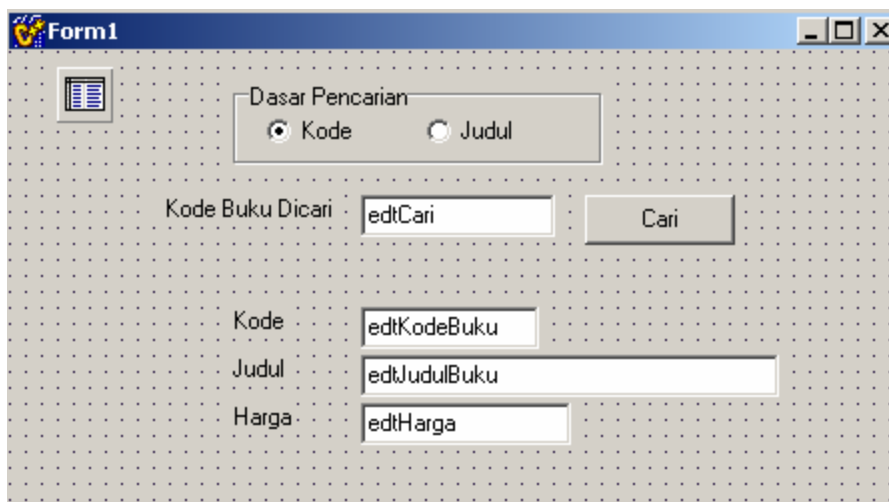 Form1
Dasar Pencarian
Kode Judul
Kode Buku Dicari edtCari Cari
Kode edtKodeBuku
Judul edtJudulBuku
Harga edtHarga